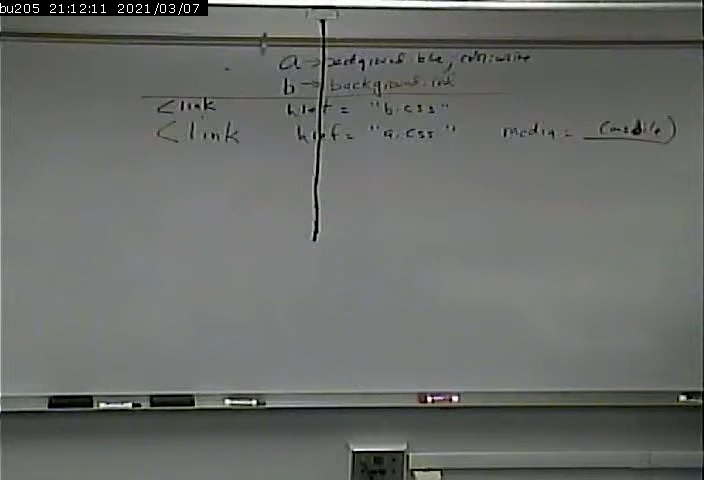 bu205 21:12:11 2021/03/07
a → background: blue; color: white
b → background: red
<link href = "b.css"
<link href = "a.css" media = (mobile)